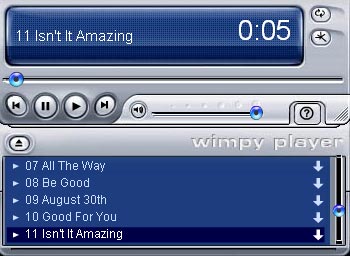 11 Isn't It Amazing
0:05
?
wimpy player
07 All The Way
08 Be Good
09 August 30th
10 Good For You
11 Isn't It Amazing